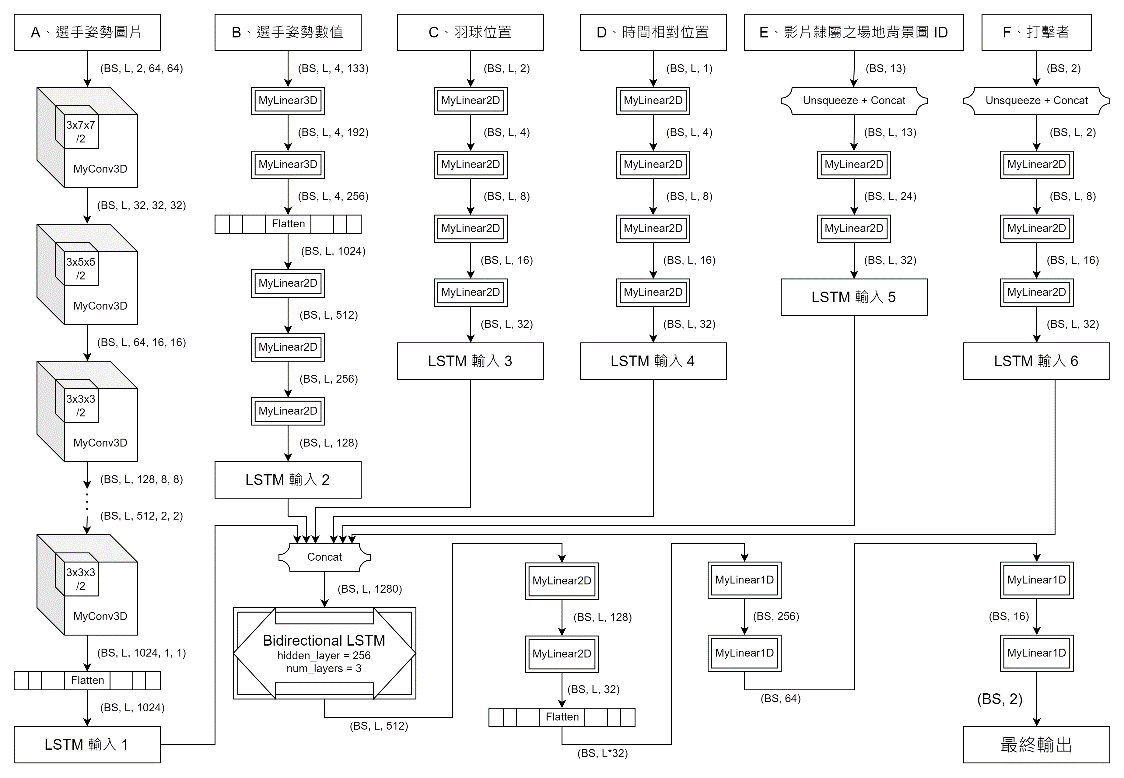 A、選手姿勢圖片
(BS, L, 2, 64, 64)
3x7x7
/2
MyConv3D
(BS, L, 32, 32, 32)
3x5x5
/2
MyConv3D
(BS, L, 64, 16, 16)
3x3x3
/2
MyConv3D
(BS, L, 128, 8, 8)
(BS, L, 512, 2, 2)
3x3x3
/2
MyConv3D
(BS, L, 1024, 1, 1)
Flatten
(BS, L, 1024)
LSTM 輸入 1
B、選手姿勢數值
(BS, L, 4, 133)
MyLinear3D
(BS, L, 4, 192)
MyLinear3D
(BS, L, 4, 256)
Flatten
(BS, L, 1024)
MyLinear2D
(BS, L, 512)
MyLinear2D
(BS, L, 256)
MyLinear2D
(BS, L, 128)
LSTM 輸入 2
C、羽球位置
(BS, L, 2)
MyLinear2D
(BS, L, 4)
MyLinear2D
(BS, L, 8)
MyLinear2D
(BS, L, 16)
MyLinear2D
(BS, L, 32)
LSTM 輸入 3
D、時間相對位置
(BS, L, 1)
MyLinear2D
(BS, L, 4)
MyLinear2D
(BS, L, 8)
MyLinear2D
(BS, L, 16)
MyLinear2D
(BS, L, 32)
LSTM 輸入 4
E、影片隸屬之場地背景圖 ID
(BS, 13)
Unsqueeze + Concat
(BS, L, 13)
MyLinear2D
(BS, L, 24)
MyLinear2D
(BS, L, 32)
LSTM 輸入 5
F、打擊者
(BS, 2)
Unsqueeze + Concat
(BS, L, 2)
MyLinear2D
(BS, L, 8)
MyLinear2D
(BS, L, 16)
MyLinear2D
(BS, L, 32)
LSTM 輸入 6
Concat
(BS, L, 1280)
Bidirectional LSTM
hidden_layer = 256
num_layers = 3
(BS, L, 512)
MyLinear2D
(BS, L, 128)
MyLinear2D
(BS, L, 32)
Flatten
(BS, L*32)
MyLinear1D
(BS, 256)
MyLinear1D
(BS, 64)
MyLinear1D
(BS, 16)
MyLinear1D
(BS, 2)
最終輸出